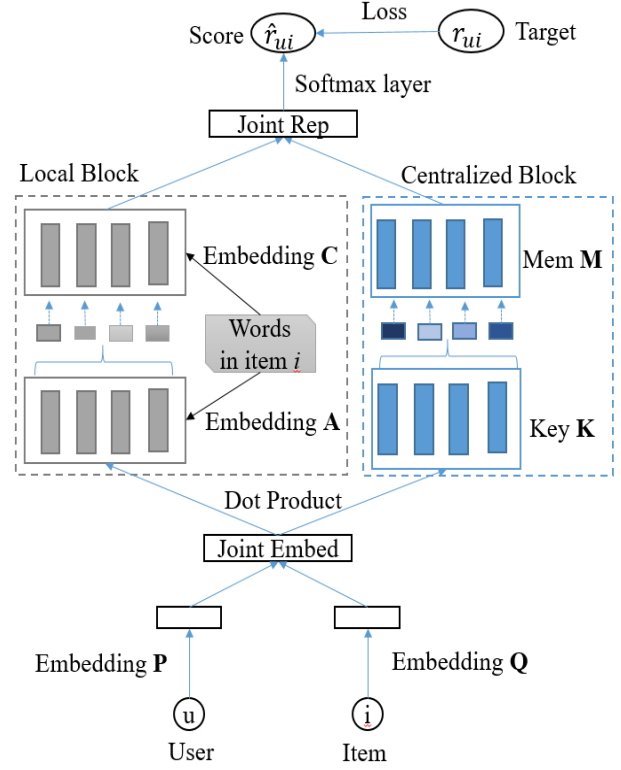 Loss
Score r̂ui rui Target
Softmax layer
Joint Rep
Local Block Centralized Block
Embedding C Mem M
Words
in item i
Embedding A Key K
Dot Product
Joint Embed
Embedding P Embedding Q
u i
User Item